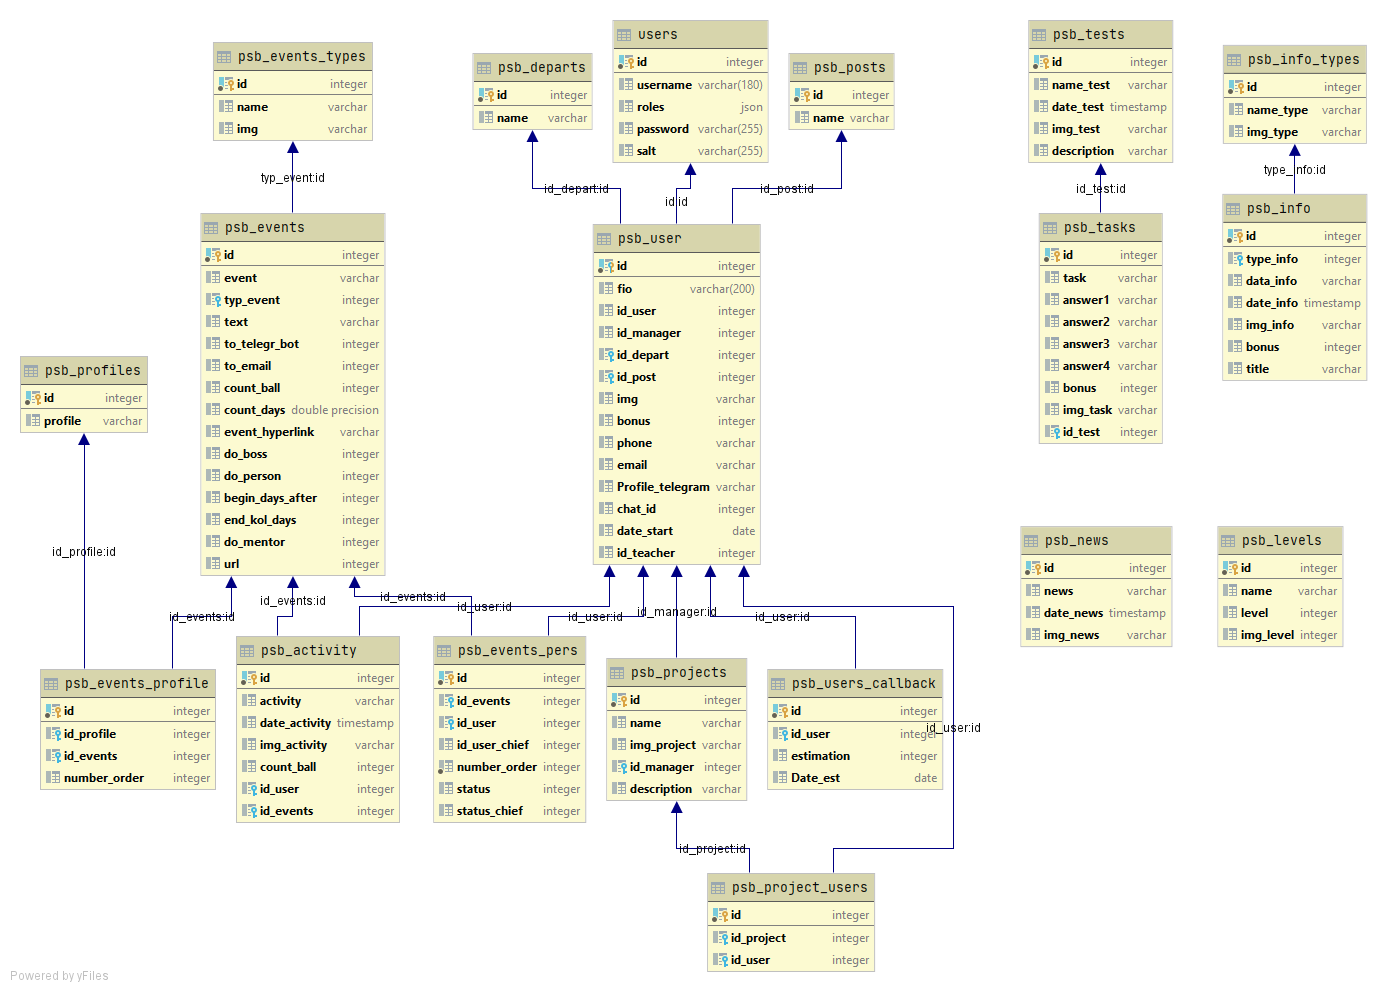 psb_events_types
id integer
name varchar
img varchar
psb_departs
id integer
name varchar
users
id integer
username varchar(180)
roles json
password varchar(255)
salt varchar(255)
psb_posts
id integer
name varchar
psb_tests
id integer
name_test varchar
date_test timestamp
img_test varchar
description varchar
psb_info_types
id integer
name_type varchar
img_type varchar
typ_event:id
id_depart:id
id:id
id_post:id
id_test:id
type_info:id
psb_events
id integer
event varchar
typ_event integer
text varchar
to_telegr_bot integer
to_email integer
count_ball integer
count_days double precision
event_hyperlink varchar
do_boss integer
do_person integer
begin_days_after integer
end_kol_days integer
do_mentor integer
url integer
psb_user
id integer
fio varchar(200)
id_user integer
id_manager integer
id_depart integer
id_post integer
img varchar
bonus integer
phone varchar
email varchar
Profile_telegram varchar
chat_id integer
date_start date
id_teacher integer
psb_tasks
id integer
task varchar
answer1 varchar
answer2 varchar
answer3 varchar
answer4 varchar
bonus integer
img_task varchar
id_test integer
psb_info
id integer
type_info integer
data_info varchar
date_info timestamp
img_info varchar
bonus integer
title varchar
psb_profiles
id integer
profile varchar
id_profile:id
psb_news
id integer
news varchar
date_news timestamp
img_news varchar
psb_levels
id integer
name varchar
level integer
img_level integer
id_events:id
id_events:id
id_events:id
id_user:id
id_user:id
id_manager:id
id_user:id
psb_events_profile
id integer
id_profile integer
id_events integer
number_order integer
psb_activity
id integer
activity varchar
date_activity timestamp
img_activity varchar
count_ball integer
id_user integer
id_events integer
psb_events_pers
id integer
id_events integer
id_user integer
id_user_chief integer
number_order integer
status integer
status_chief integer
psb_projects
id integer
name varchar
img_project varchar
id_manager integer
description varchar
psb_users_callback
id integer
id_user integer
estimation integer
Date_est date
id_user:id
id_project:id
psb_project_users
id integer
id_project integer
id_user integer
Powered by yFiles